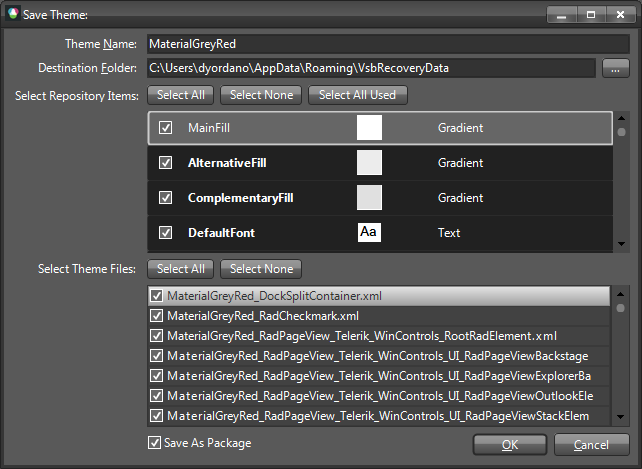 Save Theme:
Theme Name: MaterialGreyRed
Destination Folder: C:\Users\dyordano\AppData\Roaming\VsbRecoveryData ...
Select Repository Items: Select All Select None Select All Used
MainFill Gradient
AlternativeFill Gradient
ComplementaryFill Gradient
DefaultFont Aa Text
Select Theme Files: Select All Select None
MaterialGreyRed_DockSplitContainer.xml
MaterialGreyRed_RadCheckmark.xml
MaterialGreyRed_RadPageView_Telerik_WinControls_RootRadElement.xml
MaterialGreyRed_RadPageView_Telerik_WinControls_UI_RadPageViewBackstage
MaterialGreyRed_RadPageView_Telerik_WinControls_UI_RadPageViewExplorerBa
MaterialGreyRed_RadPageView_Telerik_WinControls_UI_RadPageViewOutlookEle
MaterialGreyRed_RadPageView_Telerik_WinControls_UI_RadPageViewStackElem
Save As Package OK Cancel